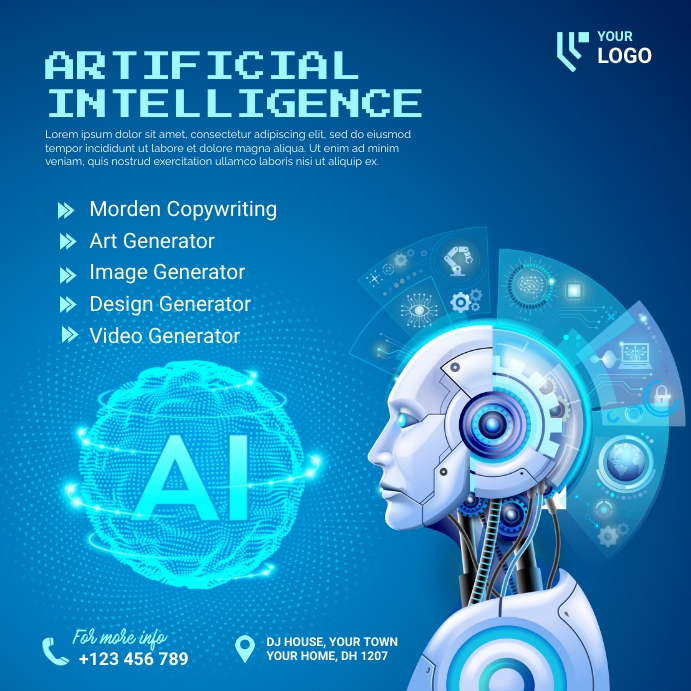 ARTIFICIAL
INTELLIGENCE
YOUR
LOGO
Lorem ipsum dolor sit amet, consectetur adipiscing elit, sed do eiusmod
tempor incididunt ut labore et dolore magna aliqua. Ut enim ad minim
veniam, quis nostrud exercitation ullamco laboris nisi ut aliquip ex.
Morden Copywriting
Art Generator
Image Generator
Design Generator
Video Generator
AI
For more info
+123 456 789
DJ HOUSE, YOUR TOWN
YOUR HOME, DH 1207